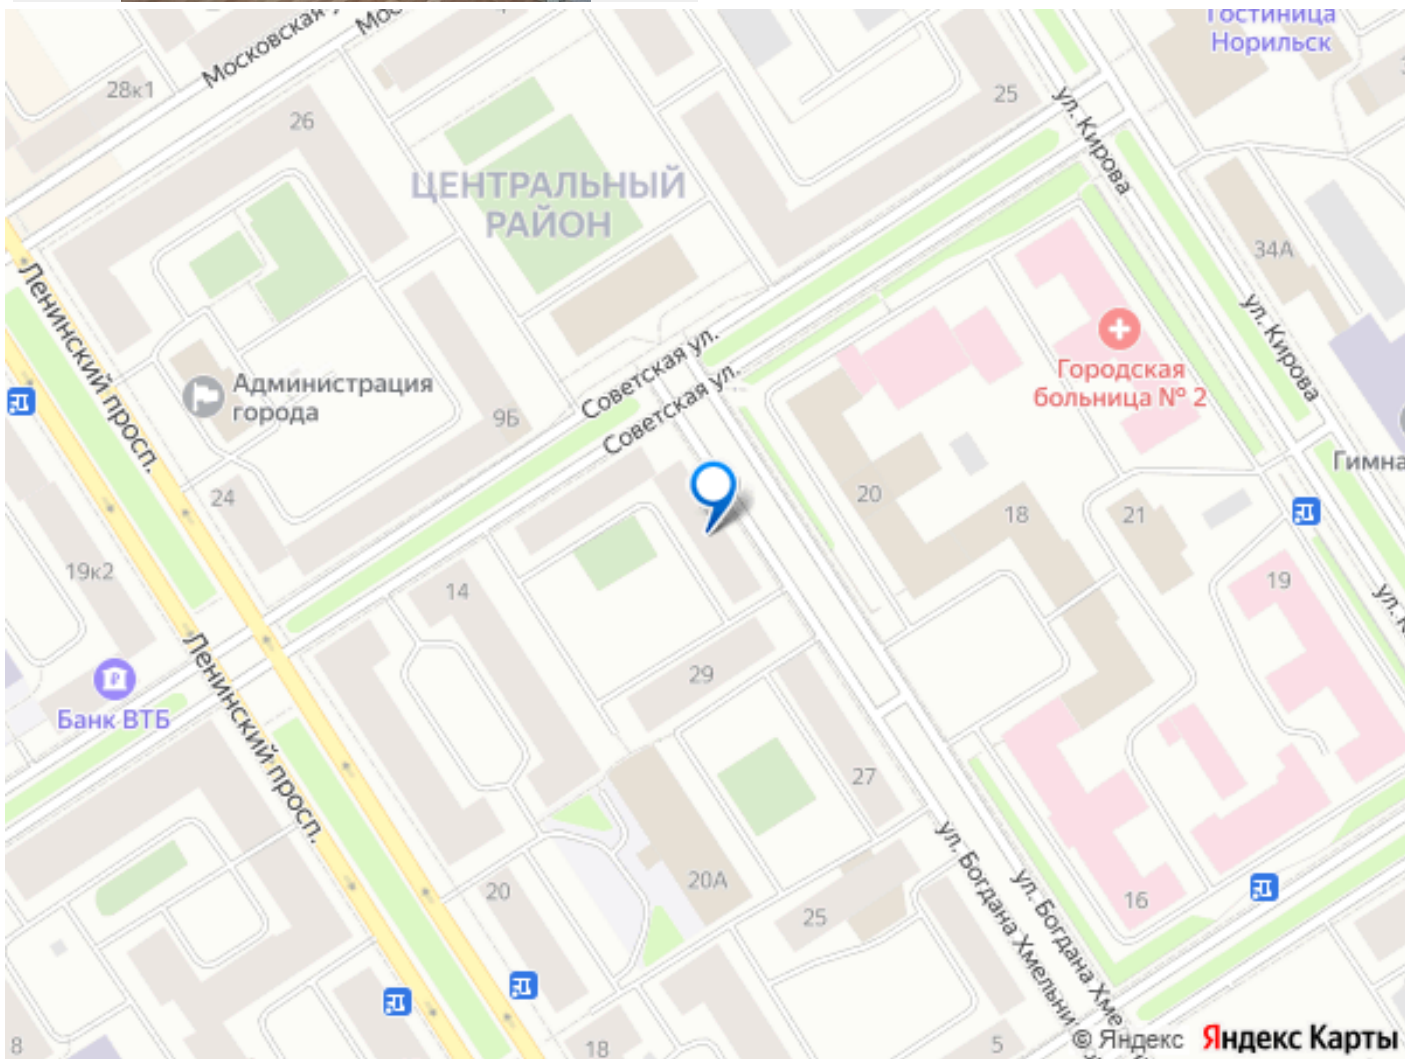 Гостиница
Норильск
Московская
28к1
26
25
ул. Кирова
ЦЕНТРАЛЬНЫЙ
РАЙОН
34А
Ленинский просп.
ул. Кирова
Советская ул.
Городская
больница № 2
Администрация
города
9Б
Советская ул.
Гимна
24
20
18
21
19к2
14
19
29
Банк ВТБ
Ленинский просп.
27
20А
20
25
16
ул. Богдана Хмельни
ул. Богдана Хме
8
18
5
© Яндекс Яндекс Карты